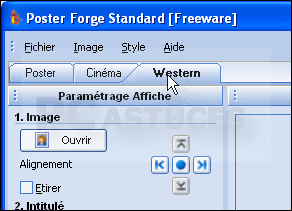 Poster Forge Standard [Freeware]
Fichier Image Style Aide
Poster Cinéma Western
Paramétrage Affiche
1. Image
Ouvrir
Alignement
Etirer
2. Intitulé
ASTUCES